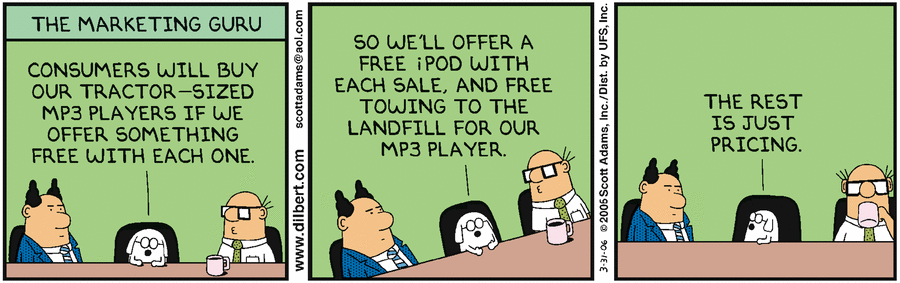 THE MARKETING GURU
CONSUMERS WILL BUY
OUR TRACTOR-SIZED
MP3 PLAYERS IF WE
OFFER SOMETHING
FREE WITH EACH ONE.
www.dilbert.com scottadams@aol.com
SO WE'LL OFFER A
FREE iPOD WITH
EACH SALE, AND FREE
TOWING TO THE
LANDFILL FOR OUR
MP3 PLAYER.
3-31-06 ©2006 Scott Adams, Inc./Dist. by UFS, Inc.
THE REST
IS JUST
PRICING.